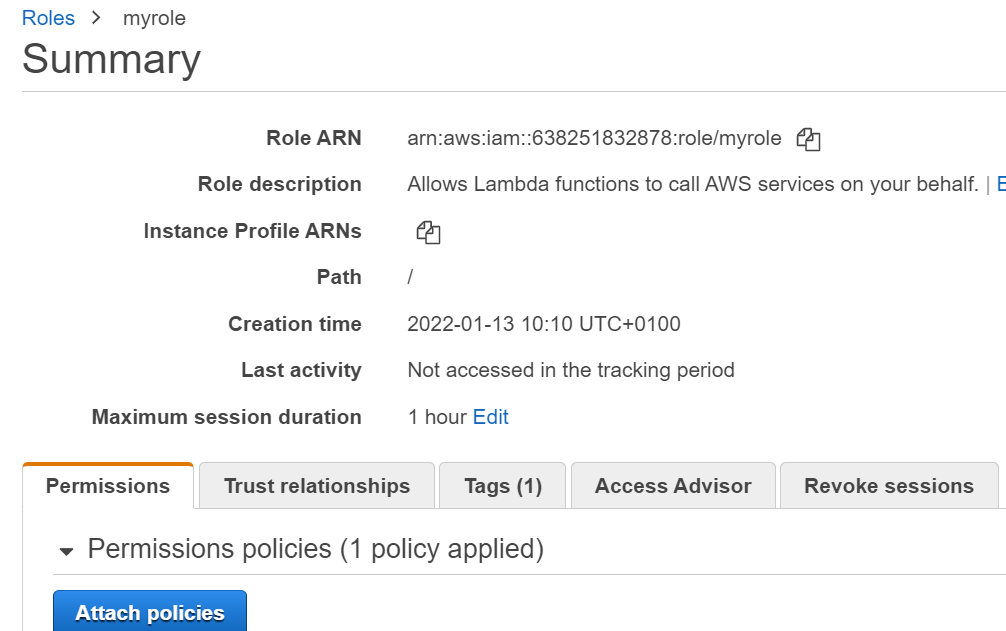 Roles > myrole
Summary
Role ARN arn:aws:iam::638251832878:role/myrole
Role description Allows Lambda functions to call AWS services on your behalf. | E
Instance Profile ARNs
Path /
Creation time 2022-01-13 10:10 UTC+0100
Last activity Not accessed in the tracking period
Maximum session duration 1 hour Edit
Permissions Trust relationships Tags (1) Access Advisor Revoke sessions
Permissions policies (1 policy applied)
Attach policies